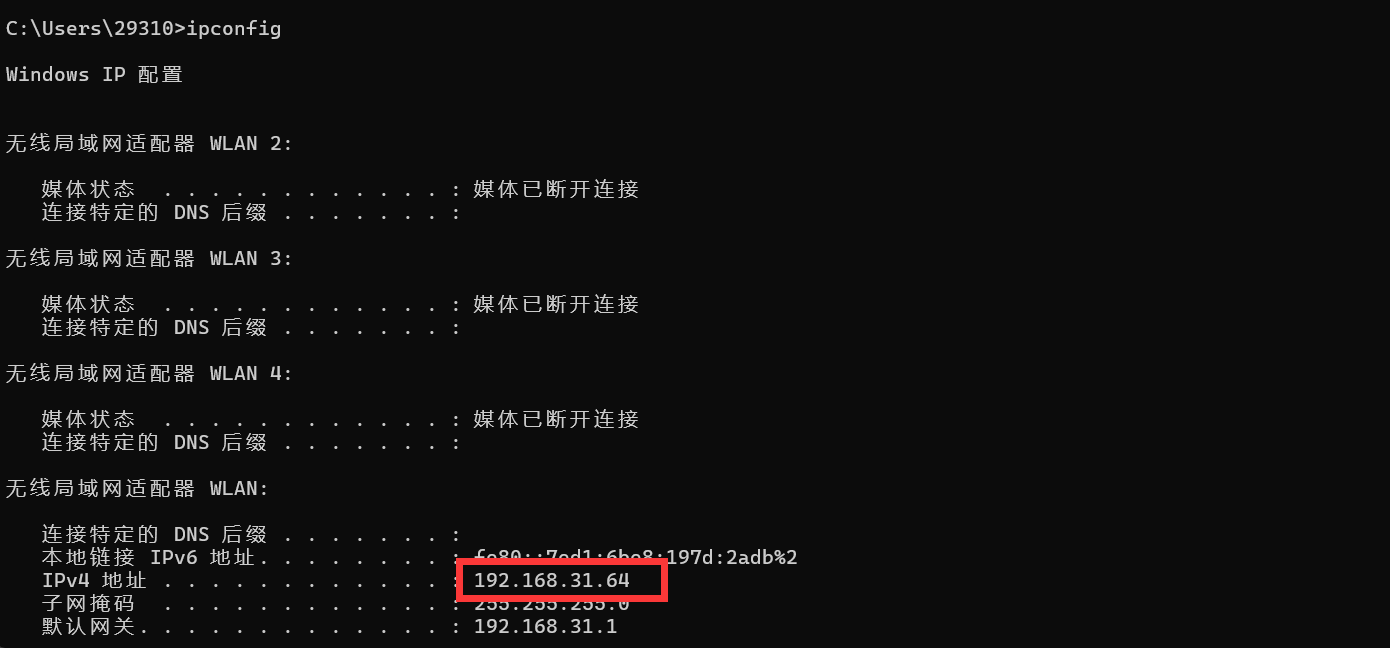 C:\Users\29310>ipconfig
Windows IP 配置
无线局域网适配器 WLAN 2:
媒体状态 . . . . . . . . . . . . : 媒体已断开连接
连接特定的 DNS 后缀 . . . . . . . :
无线局域网适配器 WLAN 3:
媒体状态 . . . . . . . . . . . . : 媒体已断开连接
连接特定的 DNS 后缀 . . . . . . . :
无线局域网适配器 WLAN 4:
媒体状态 . . . . . . . . . . . . : 媒体已断开连接
连接特定的 DNS 后缀 . . . . . . . :
无线局域网适配器 WLAN:
连接特定的 DNS 后缀 . . . . . . . :
本地链接 IPv6 地址. . . . . . . . : fe80::7ed1:6be8:197d:2adb%2
IPv4 地址 . . . . . . . . . . . . : 192.168.31.64
子网掩码 . . . . . . . . . . . . : 255.255.255.0
默认网关. . . . . . . . . . . . . : 192.168.31.1